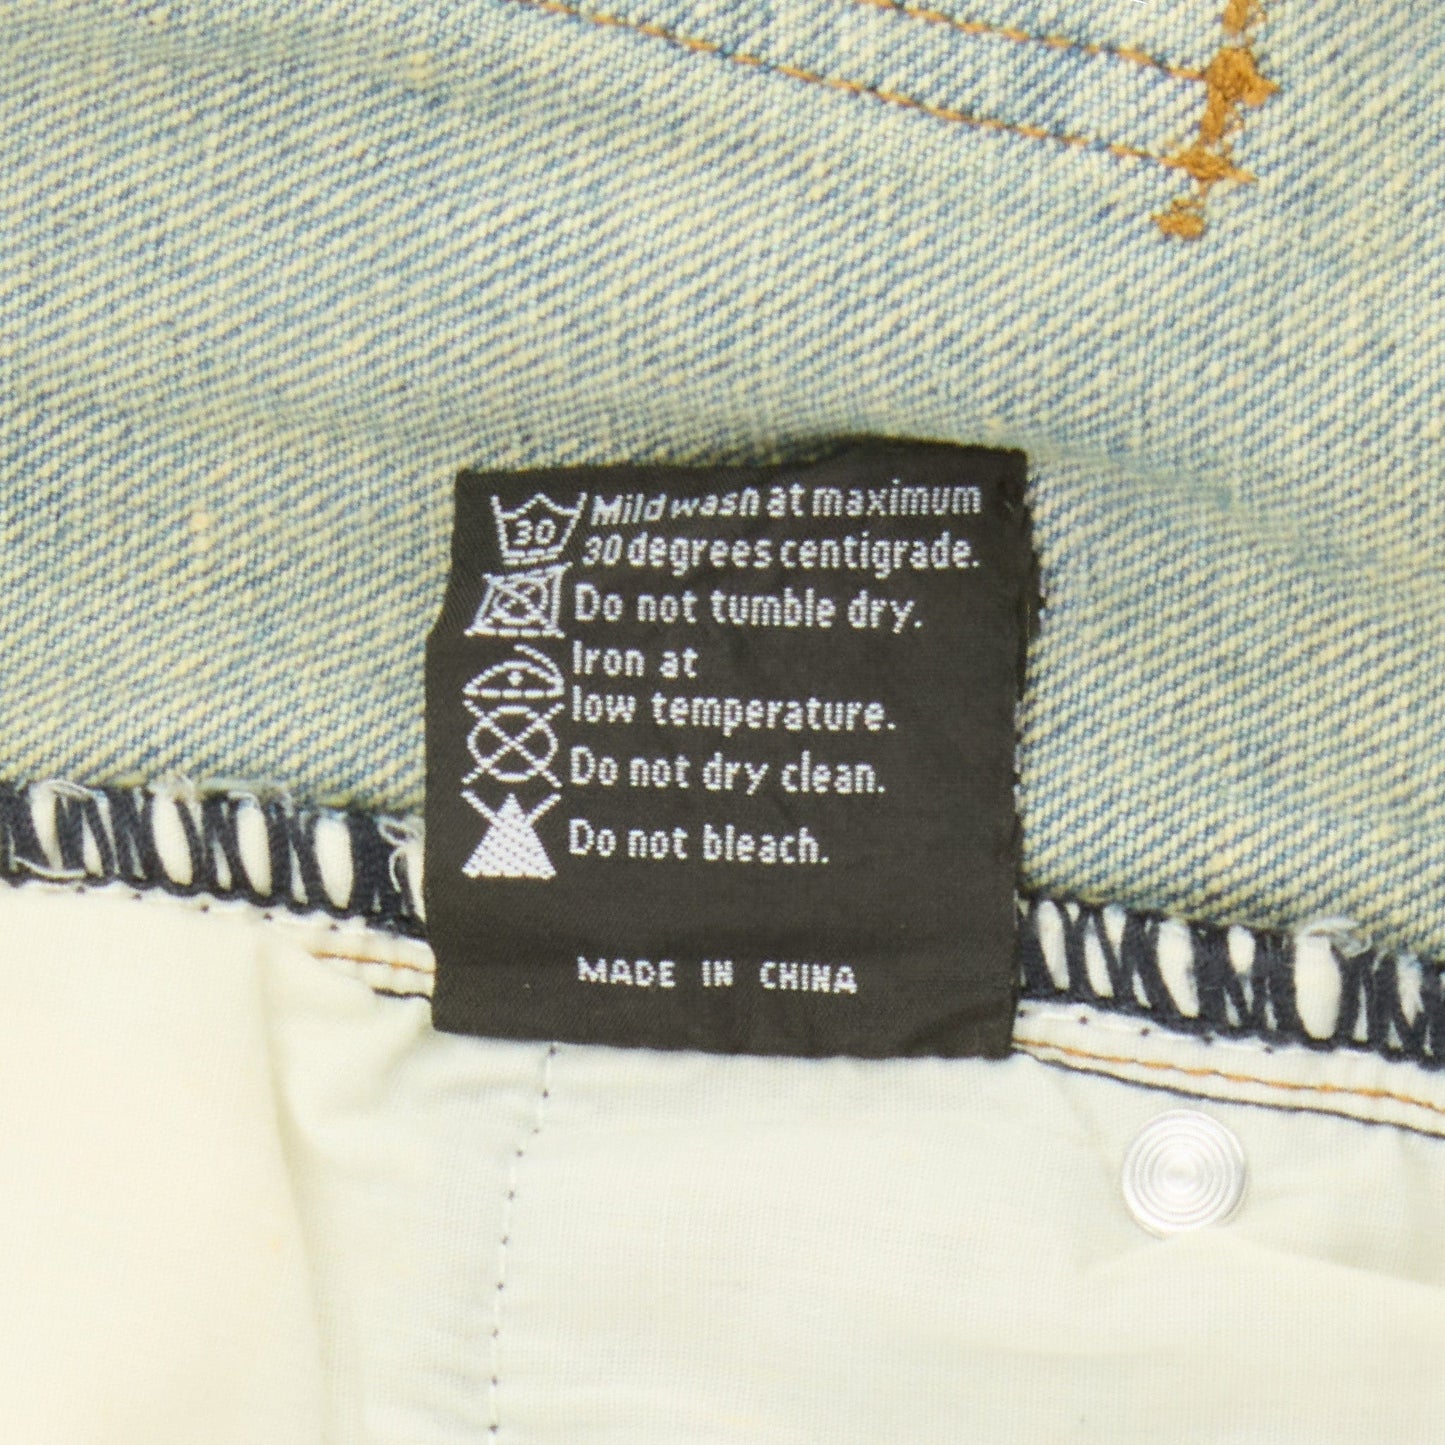 30 Mild wash at maximum
30 degrees centigrade.
Do not tumble dry.
Iron at
low temperature.
Do not dry clean.
Do not bleach.
MADE IN CHINA